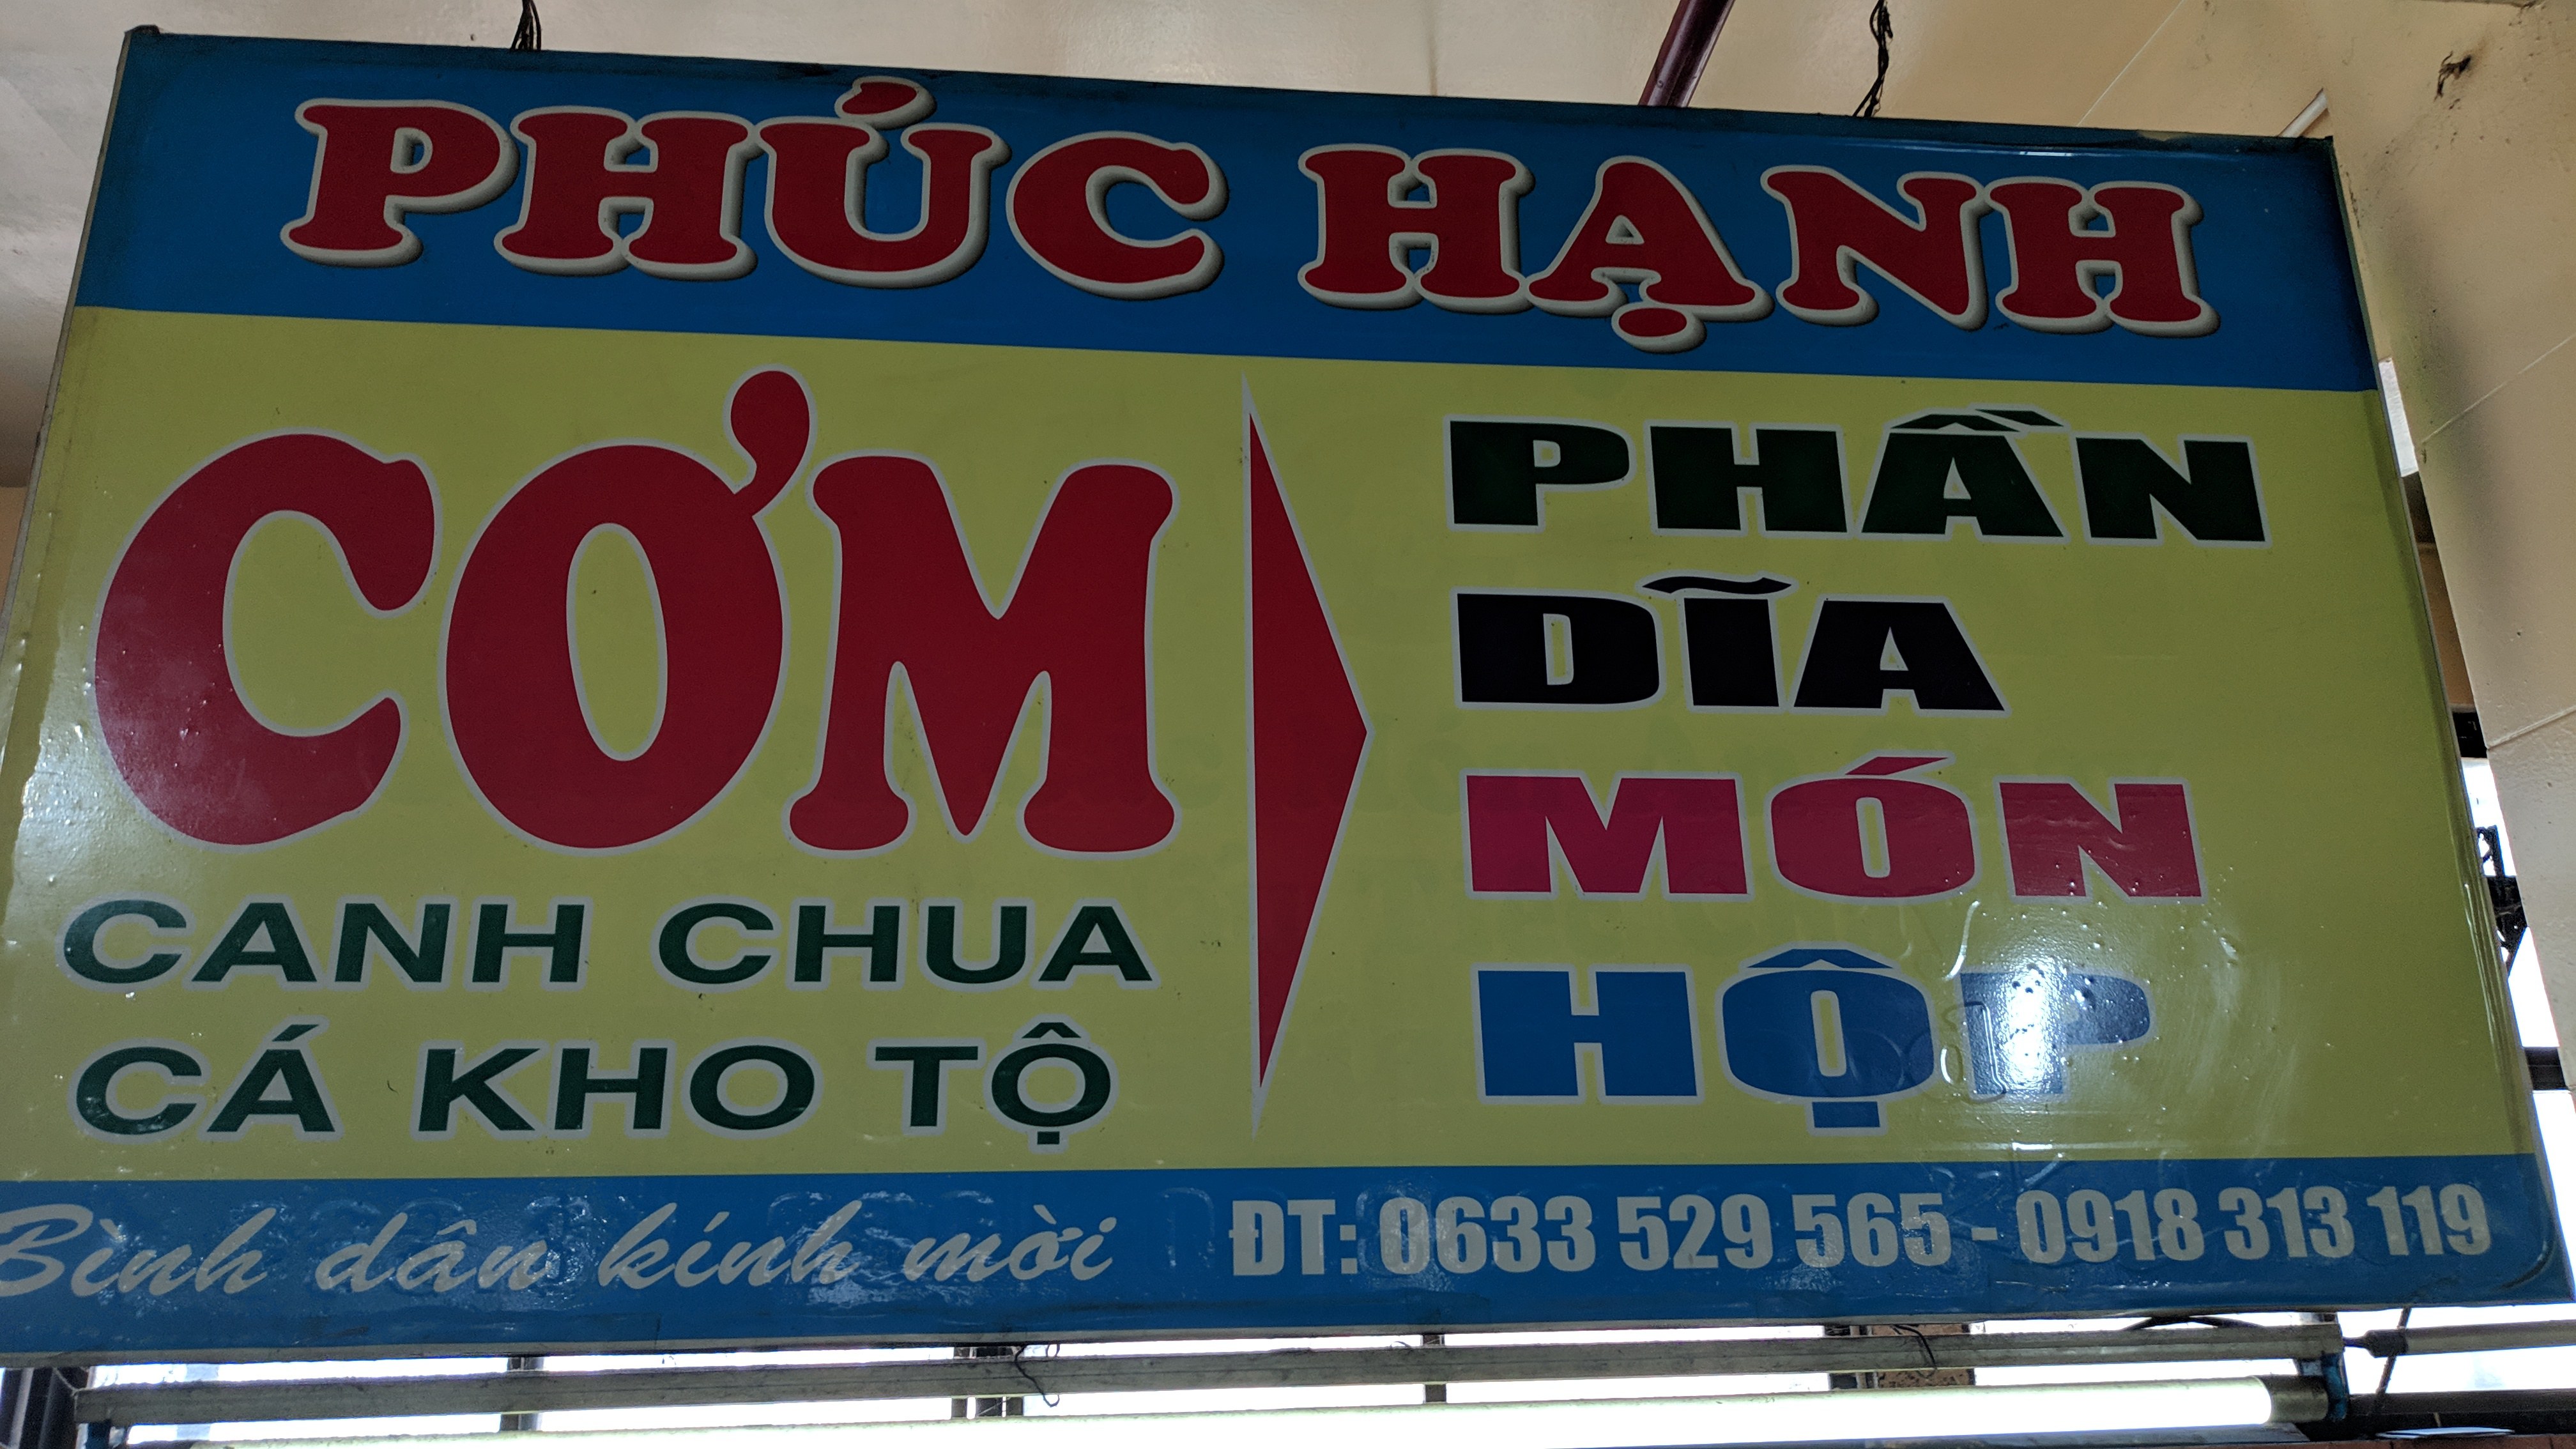 PHÚC HẠNH
CƠM
CANH CHUA
CÁ KHO TỘ
PHẦN
DĨA
MÓN
HỘP
Bình dân kính mời
ĐT: 0633 529 565 - 0918 313 119